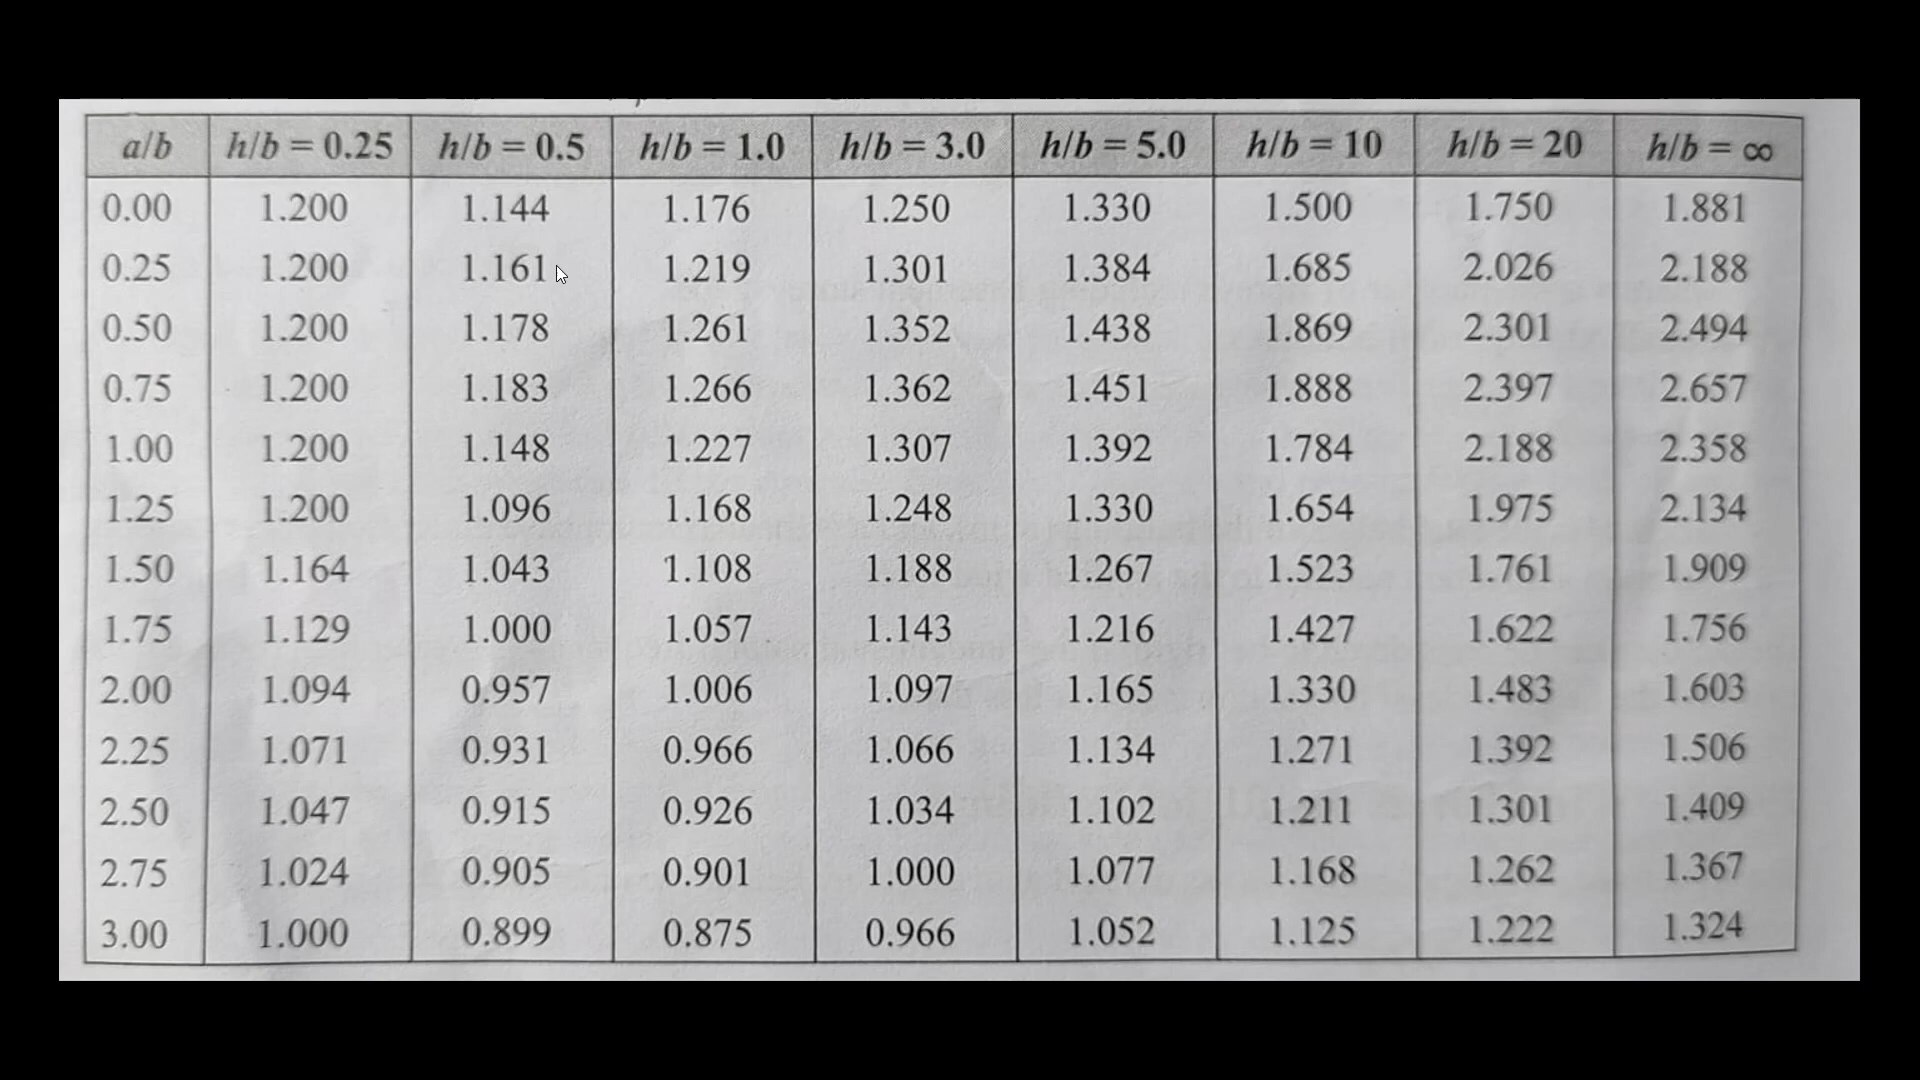 a/b h/b = 0.25 h/b = 0.5 h/b = 1.0 h/b = 3.0 h/b = 5.0 h/b = 10 h/b = 20 h/b = ∞
0.00 1.200 1.144 1.176 1.250 1.330 1.500 1.750 1.881
0.25 1.200 1.161 1.219 1.301 1.384 1.685 2.026 2.188
0.50 1.200 1.178 1.261 1.352 1.438 1.869 2.301 2.494
0.75 1.200 1.183 1.266 1.362 1.451 1.888 2.397 2.657
1.00 1.200 1.148 1.227 1.307 1.392 1.784 2.188 2.358
1.25 1.200 1.096 1.168 1.248 1.330 1.654 1.975 2.134
1.50 1.164 1.043 1.108 1.188 1.267 1.523 1.761 1.909
1.75 1.129 1.000 1.057 1.143 1.216 1.427 1.622 1.756
2.00 1.094 0.957 1.006 1.097 1.165 1.330 1.483 1.603
2.25 1.071 0.931 0.966 1.066 1.134 1.271 1.392 1.506
2.50 1.047 0.915 0.926 1.034 1.102 1.211 1.301 1.409
2.75 1.024 0.905 0.901 1.000 1.077 1.168 1.262 1.367
3.00 1.000 0.899 0.875 0.966 1.052 1.125 1.222 1.324